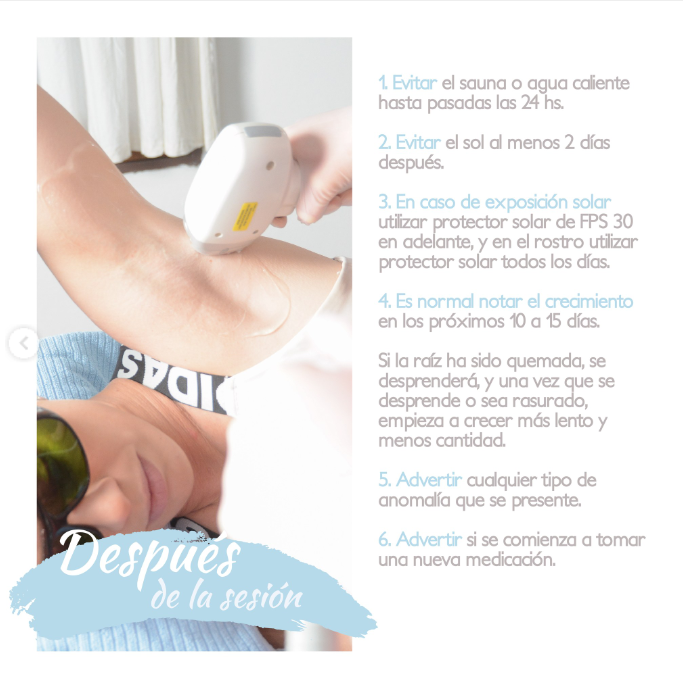 1. Evitar el sauna o agua caliente
hasta pasadas las 24 hs.
2. Evitar el sol al menos 2 días
después.
3. En caso de exposición solar
utilizar protector solar de FPS 30
en adelante, y en el rostro utilizar
protector solar todos los días.
4. Es normal notar el crecimiento
en los próximos 10 a 15 días.
Si la raíz ha sido quemada, se
desprenderá, y una vez que se
desprende o sea rasurado,
empieza a crecer más lento y
menos cantidad.
5. Advertir cualquier tipo de
anomalía que se presente.
6. Advertir si se comienza a tomar
una nueva medicación.
DIDAS
Después
de la sesión